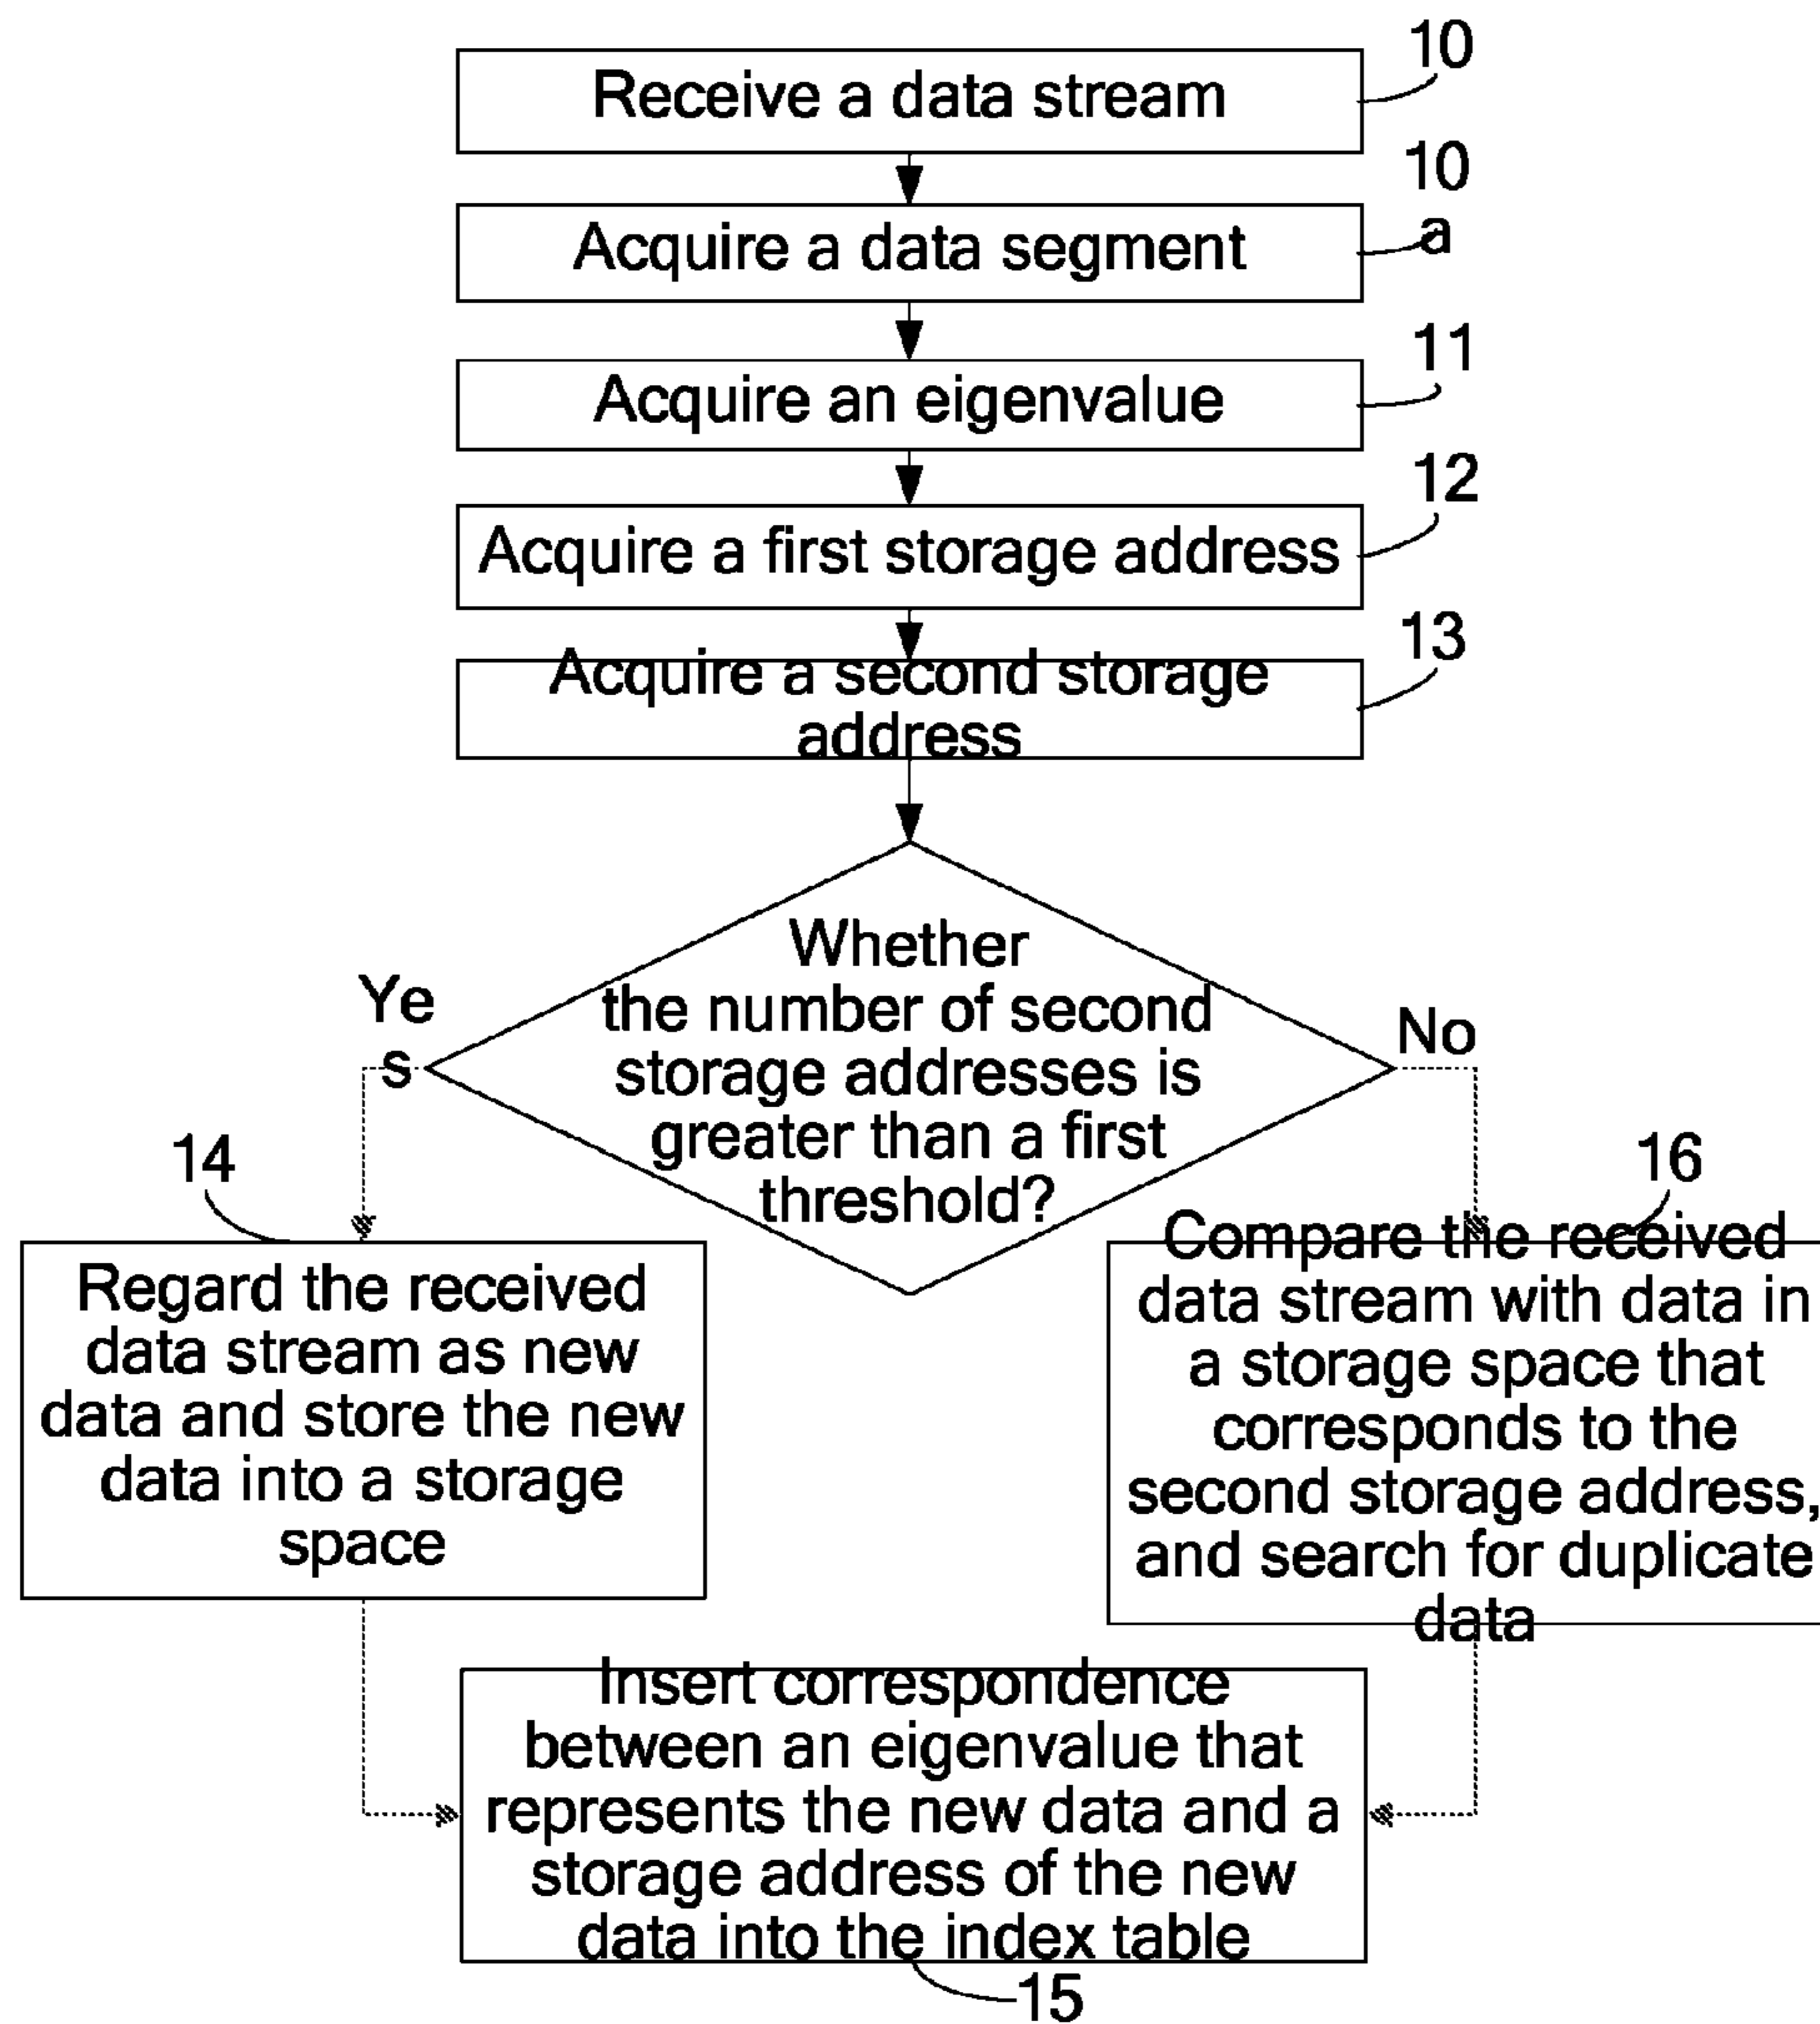 10
Receive a data stream
10
a
Acquire a data segment
11
Acquire an eigenvalue
12
Acquire a first storage address
13
Acquire a second storage
address
Whether
the number of second
storage addresses is
greater than a first
threshold?
Ye
s
No
14
Regard the received
data stream as new
data and store the new
data into a storage
space
16
Compare the received
data stream with data in
a storage space that
corresponds to the
second storage address,
and search for duplicate
data
Insert correspondence
between an eigenvalue that
represents the new data and a
storage address of the new
data into the index table
15